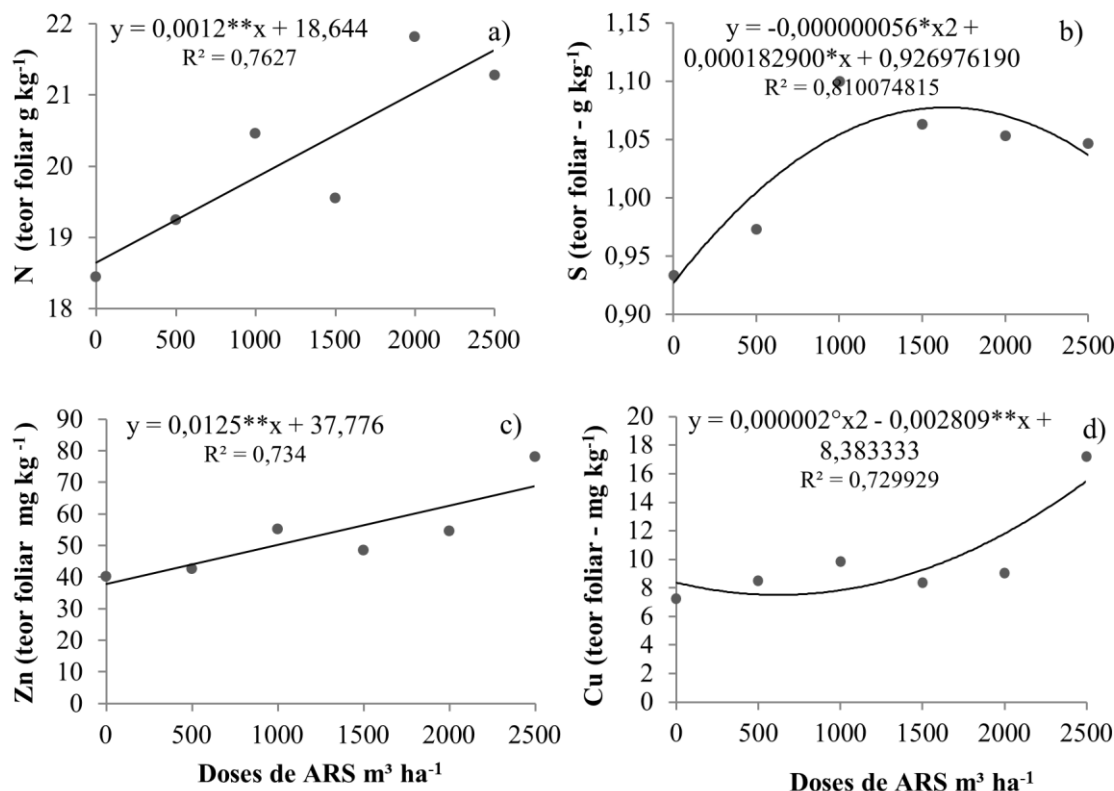 y = 0,0012**x + 18,644
R² = 0,7627
a)
N (teor foliar g kg⁻¹)
22
21
20
19
18
0 500 1000 1500 2000 2500
y = -0,000000056*x2 +
0,000182900*x + 0,926976190
R² = 0,810074815
b)
S (teor foliar - g kg⁻¹)
1,15
1,10
1,05
1,00
0,95
0,90
0 500 1000 1500 2000 2500
y = 0,0125**x + 37,776
R² = 0,734
c)
Zn (teor foliar mg kg⁻¹)
90
80
70
60
50
40
30
20
10
0
0 500 1000 1500 2000 2500
Doses de ARS m³ ha⁻¹
y = 0,000002°x2 - 0,002809**x +
8,383333
R² = 0,729929
d)
Cu (teor foliar - mg kg⁻¹)
20
18
16
14
12
10
8
6
4
2
0
0 500 1000 1500 2000 2500
Doses de ARS m³ ha⁻¹